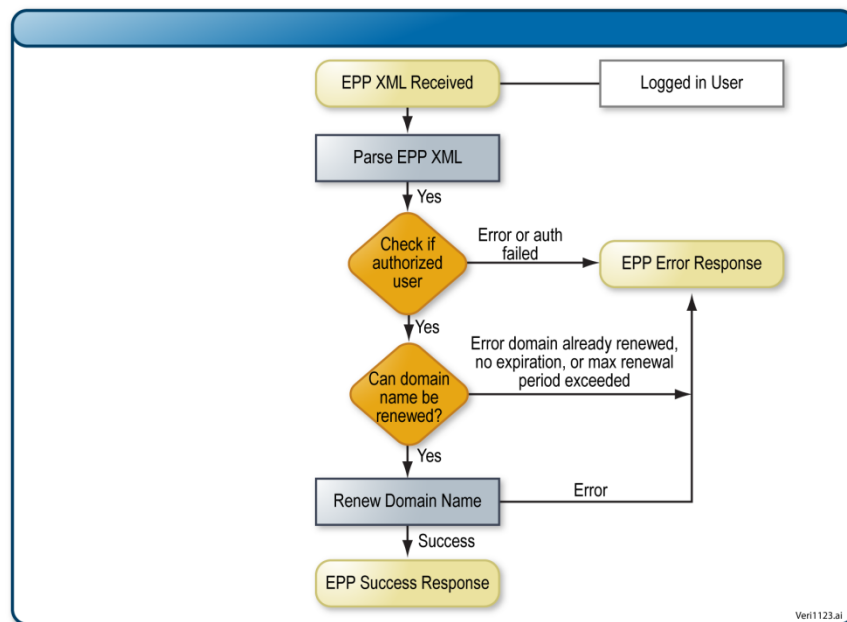 EPP XML Received
Logged in User
Parse EPP XML
Yes
Check if
authorized
user
Error or auth
failed
EPP Error Response
Yes
Error domain already renewed,
no expiration, or max renewal
period exceeded
Can domain
name be
renewed?
Yes
Renew Domain Name
Error
Success
EPP Success Response
Veri1123.ai